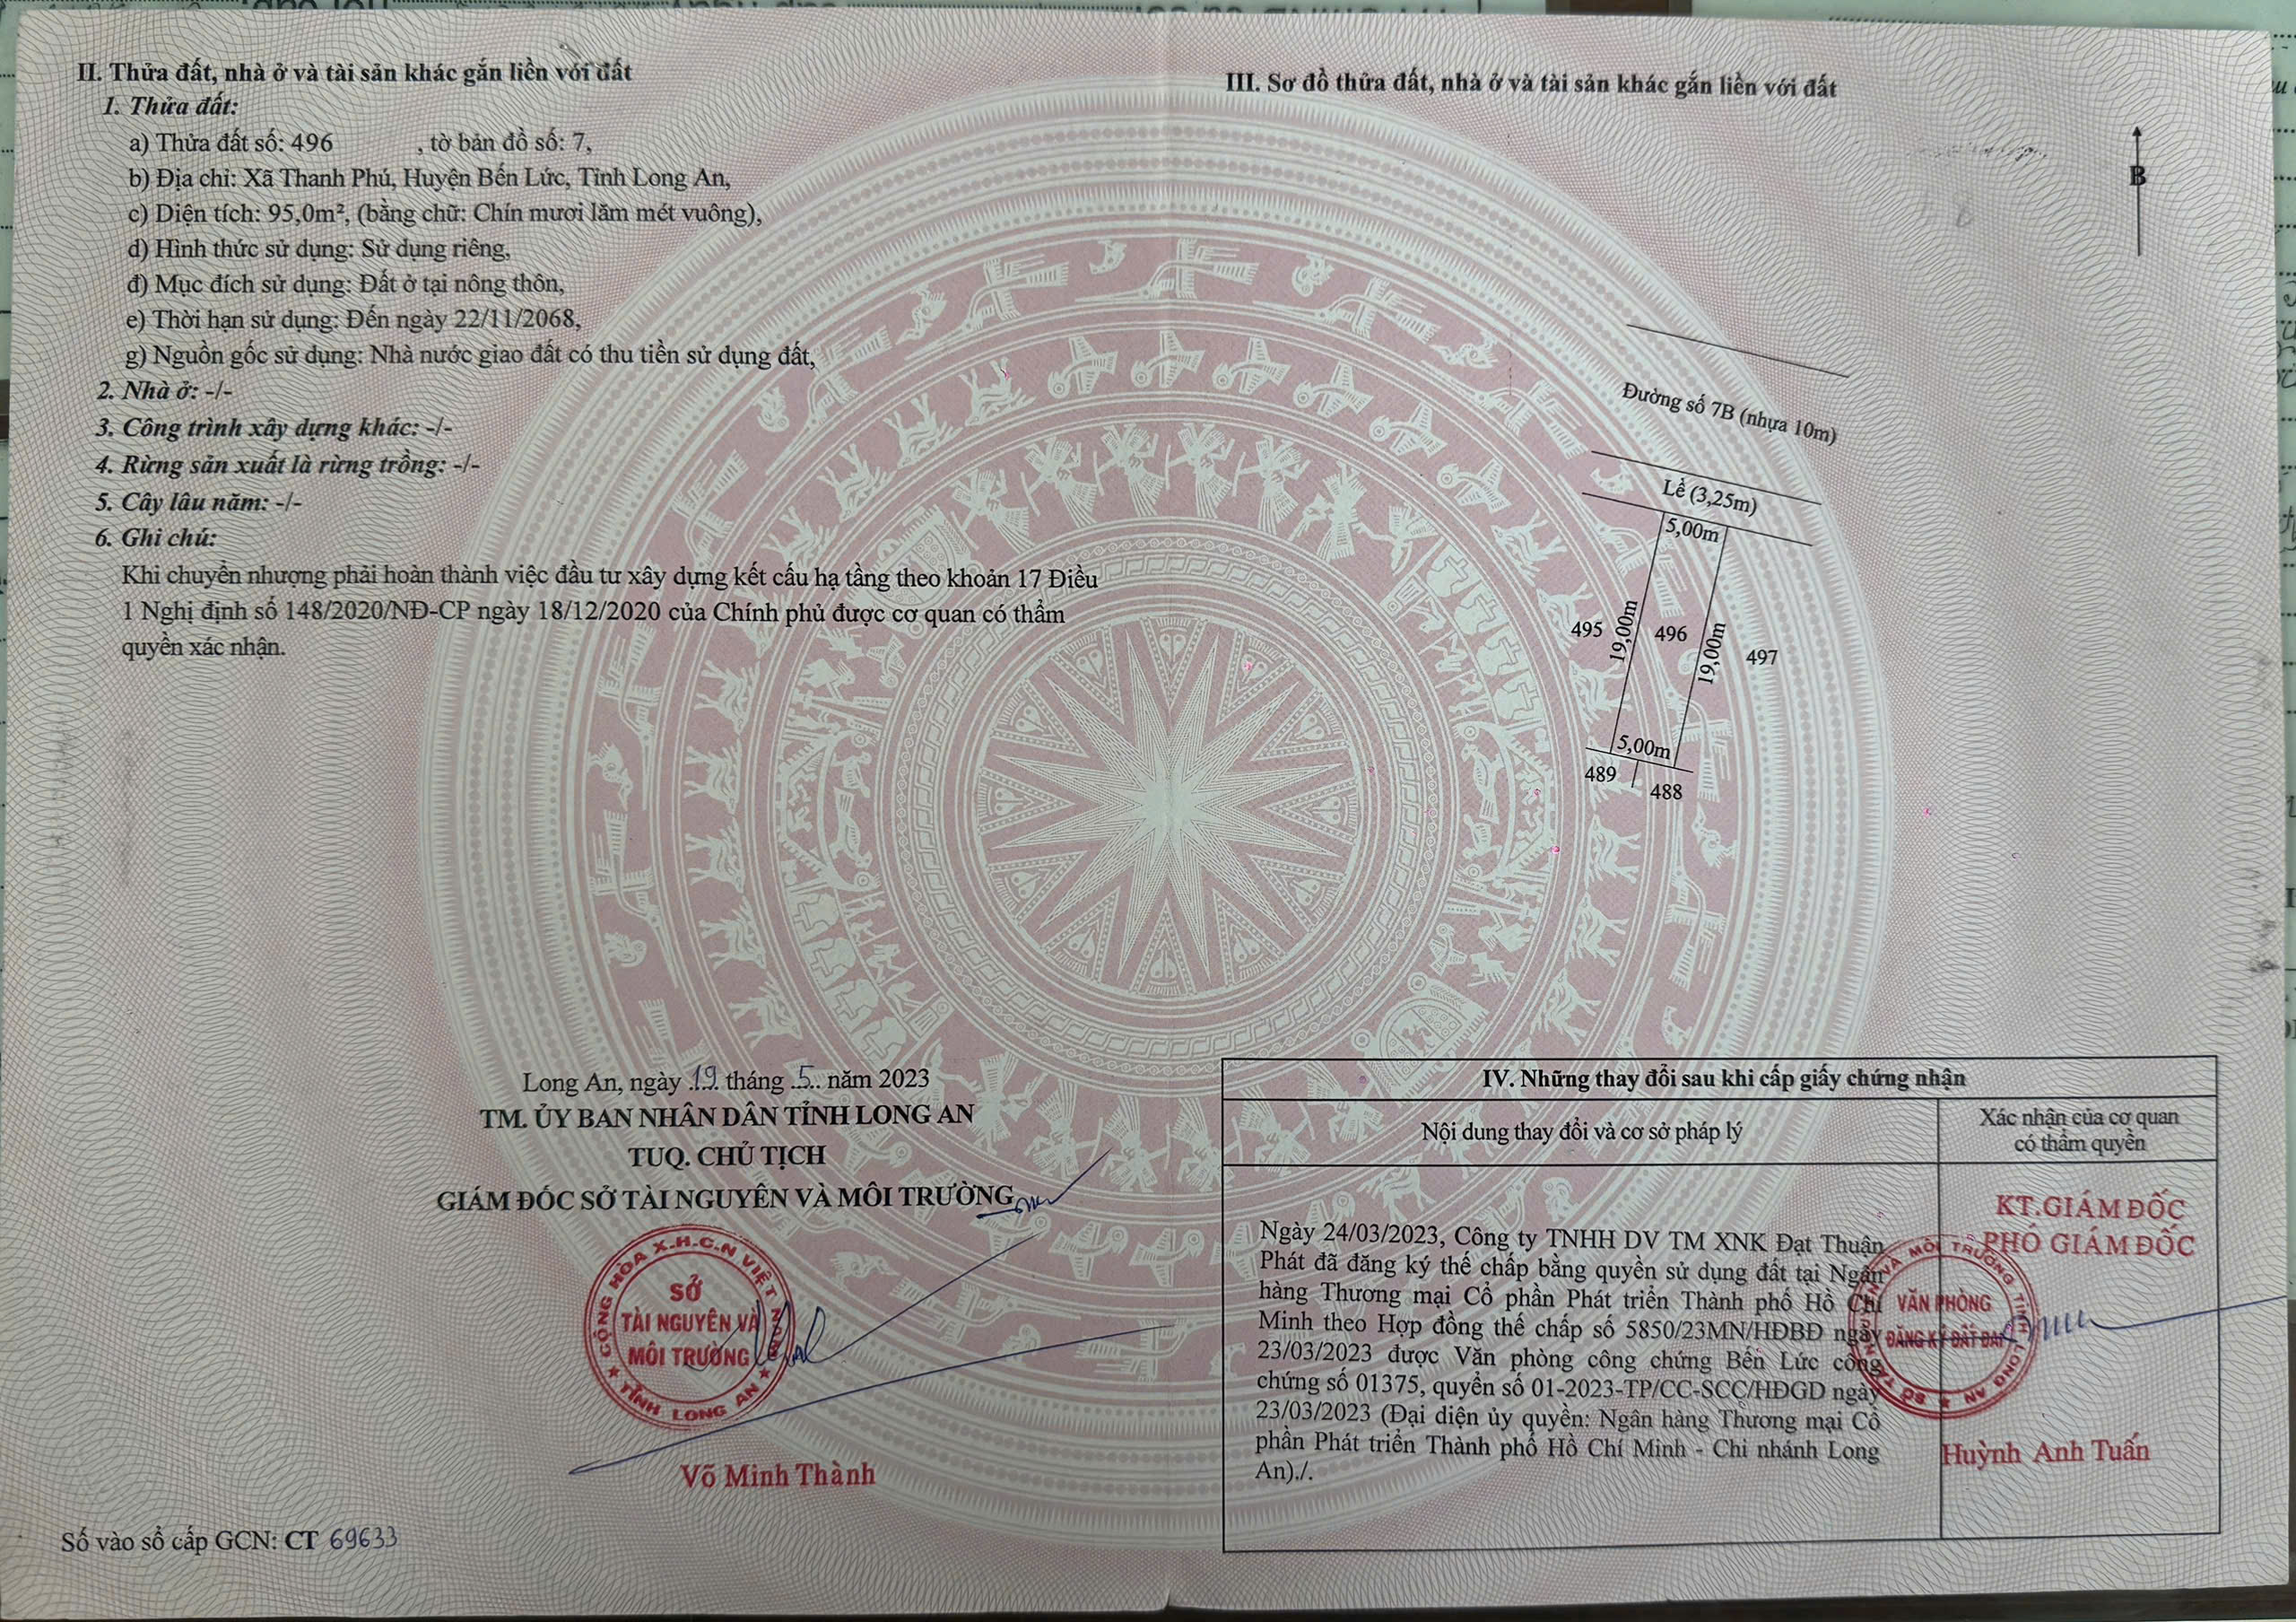 II. Thửa đất, nhà ở và tài sản khác gắn liền với đất
1. Thửa đất:
a) Thửa đất số: 496 , tờ bản đồ số: 7,
b) Địa chỉ: Xã Thanh Phú, Huyện Bến Lức, Tỉnh Long An,
c) Diện tích: 95,0m², (bằng chữ: Chín mươi lăm mét vuông),
d) Hình thức sử dụng: Sử dụng riêng,
đ) Mục đích sử dụng: Đất ở tại nông thôn,
e) Thời hạn sử dụng: Đến ngày 22/11/2068,
g) Nguồn gốc sử dụng: Nhà nước giao đất có thu tiền sử dụng đất,
2. Nhà ở: -/-
3. Công trình xây dựng khác: -/-
4. Rừng sản xuất là rừng trồng: -/-
5. Cây lâu năm: -/-
6. Ghi chú:
Khi chuyển nhượng phải hoàn thành việc đầu tư xây dựng kết cấu hạ tầng theo khoản 17 Điều
1 Nghị định số 148/2020/NĐ-CP ngày 18/12/2020 của Chính phủ được cơ quan có thẩm
quyền xác nhận.
Long An, ngày 19 tháng 5 năm 2023
TM. ỦY BAN NHÂN DÂN TỈNH LONG AN
TUQ. CHỦ TỊCH
GIÁM ĐỐC SỞ TÀI NGUYÊN VÀ MÔI TRƯỜNG
CỘNG HÒA X.H.C.N VIỆT NAM
SỞ
TÀI NGUYÊN VÀ
MÔI TRƯỜNG
TỈNH LONG AN
Võ Minh Thành
Số vào sổ cấp GCN: CT 69633
III. Sơ đồ thửa đất, nhà ở và tài sản khác gắn liền với đất
B
Đường số 7B (nhựa 10m)
Lề (3,25m)
5,00m
495
19,00m
496
19,00m
497
5,00m
489
488
IV. Những thay đổi sau khi cấp giấy chứng nhận
Nội dung thay đổi và cơ sở pháp lý
Xác nhận của cơ quan
có thẩm quyền
Ngày 24/03/2023, Công ty TNHH DV TM XNK Đạt Thuận
Phát đã đăng ký thế chấp bằng quyền sử dụng đất tại Ngân
hàng Thương mại Cổ phần Phát triển Thành phố Hồ Chí
Minh theo Hợp đồng thế chấp số 5850/23MN/HĐBĐ ngày
23/03/2023 được Văn phòng công chứng Bến Lức công
chứng số 01375, quyển số 01-2023-TP/CC-SCC/HĐGD ngày
23/03/2023 (Đại diện ủy quyền: Ngân hàng Thương mại Cổ
phần Phát triển Thành phố Hồ Chí Minh - Chi nhánh Long
An)./.
KT.GIÁM ĐỐC
PHÓ GIÁM ĐỐC
VĂN PHÒNG
ĐĂNG KÝ ĐẤT ĐAI
Huỳnh Anh Tuấn